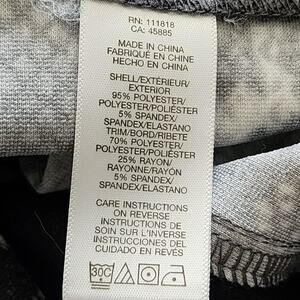 RN: 111818
CA: 45885
MADE IN CHINA
FABRIQUÉ EN CHINE
HECHO EN CHINA
SHELL/EXTÉRIEUR/
EXTERIOR
95% POLYESTER/
POLYESTER/POLIÉSTER
5% SPANDEX/
SPANDEX/ELASTANO
TRIM/BORD/RIBETE
70% POLYESTER/
POLYESTER/POLIÉSTER
25% RAYON/
RAYONNE/RAYÓN
5% SPANDEX/
SPANDEX/ELASTANO
CARE INSTRUCTIONS
ON REVERSE
INSTRUCTIONS DE
SOIN SUR L'INVERSE
INSTRUCCIONES DEL
CUIDADO EN REVÉS
30C